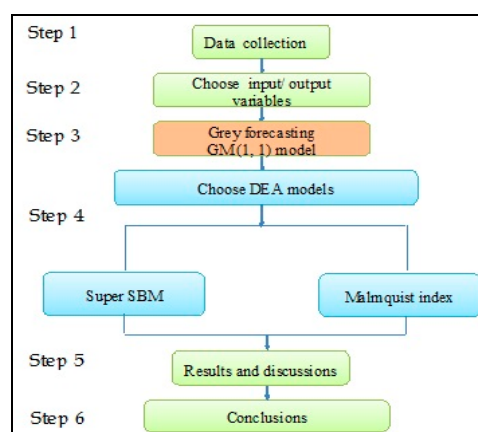 Step 1
Data collection
Step 2
Choose input/ output
variables
Step 3
Grey forecasting
GM(1, 1) model
Choose DEA models
Step 4
Super SBM
Malmquist index
Step 5
Results and discussions
Step 6
Conclusions